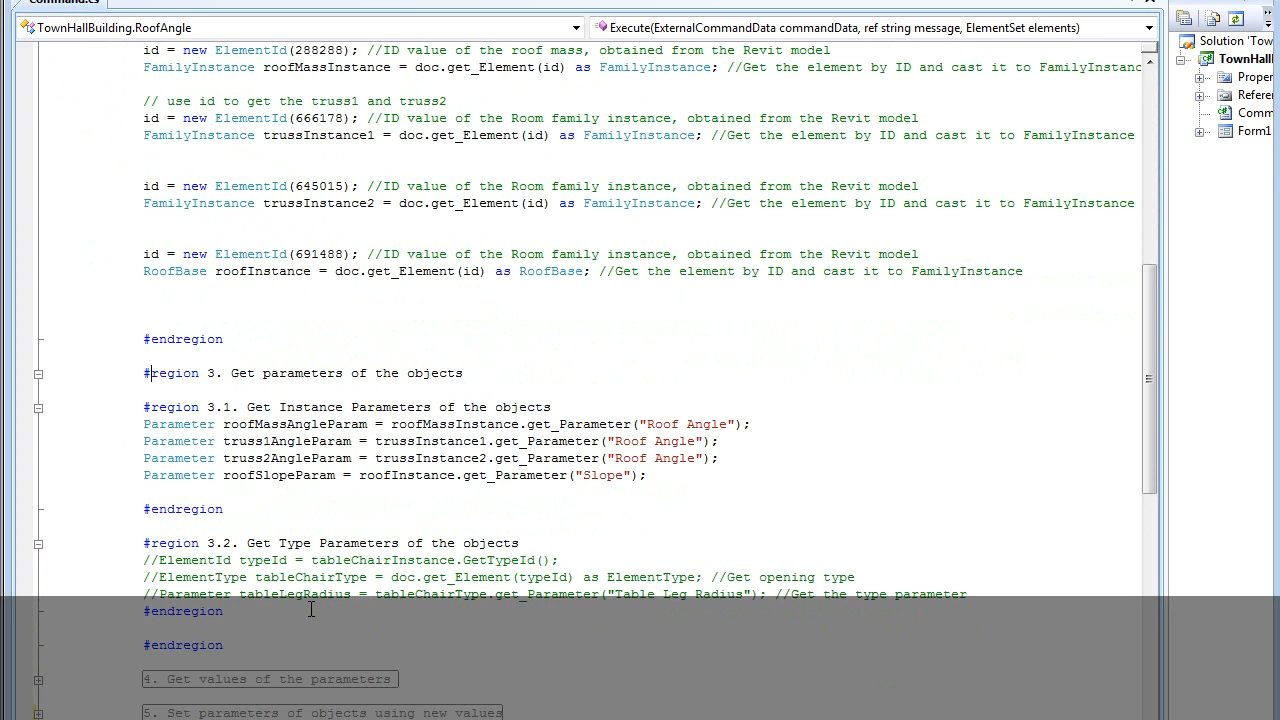 Command.cs
TownHallBuilding.RoofAngle
Execute(ExternalCommandData commandData, ref string message, ElementSet elements)
Solution 'Tow
TownHall
Proper
Refere
Comm
Form1
id = new ElementId(288288); //ID value of the roof mass, obtained from the Revit model
FamilyInstance roofMassInstance = doc.get_Element(id) as FamilyInstance; //Get the element by ID and cast it to FamilyInstanc
// use id to get the truss1 and truss2
id = new ElementId(666178); //ID value of the Room family instance, obtained from the Revit model
FamilyInstance trussInstance1 = doc.get_Element(id) as FamilyInstance; //Get the element by ID and cast it to FamilyInstance
id = new ElementId(645015); //ID value of the Room family instance, obtained from the Revit model
FamilyInstance trussInstance2 = doc.get_Element(id) as FamilyInstance; //Get the element by ID and cast it to FamilyInstance
id = new ElementId(691488); //ID value of the Room family instance, obtained from the Revit model
RoofBase roofInstance = doc.get_Element(id) as RoofBase; //Get the element by ID and cast it to FamilyInstance
#endregion
#region 3. Get parameters of the objects
#region 3.1. Get Instance Parameters of the objects
Parameter roofMassAngleParam = roofMassInstance.get_Parameter("Roof Angle");
Parameter truss1AngleParam = trussInstance1.get_Parameter("Roof Angle");
Parameter truss2AngleParam = trussInstance2.get_Parameter("Roof Angle");
Parameter roofSlopeParam = roofInstance.get_Parameter("Slope");
#endregion
#region 3.2. Get Type Parameters of the objects
//ElementId typeId = tableChairInstance.GetTypeId();
//ElementType tableChairType = doc.get_Element(typeId) as ElementType; //Get opening type
//Parameter tableLegRadius = tableChairType.get_Parameter("Table Leg Radius"); //Get the type parameter
#endregion
#endregion
4. Get values of the parameters
5. Set parameters of objects using new values